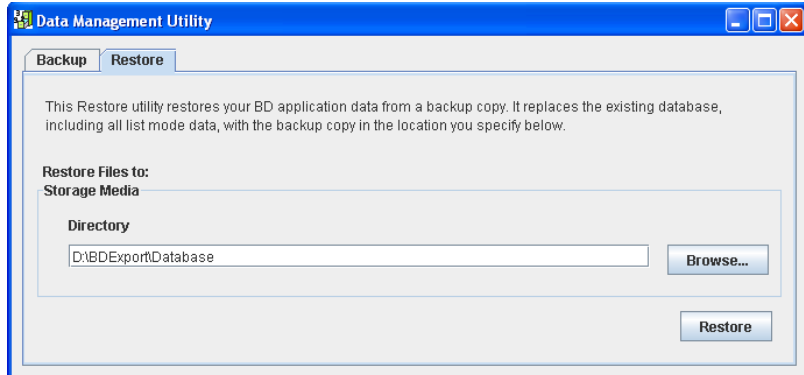 Data Management Utility
Backup Restore
This Restore utility restores your BD application data from a backup copy. It replaces the existing database,
including all list mode data, with the backup copy in the location you specify below.
Restore Files to:
Storage Media
Directory
D:\BDExport\Database
Browse...
Restore